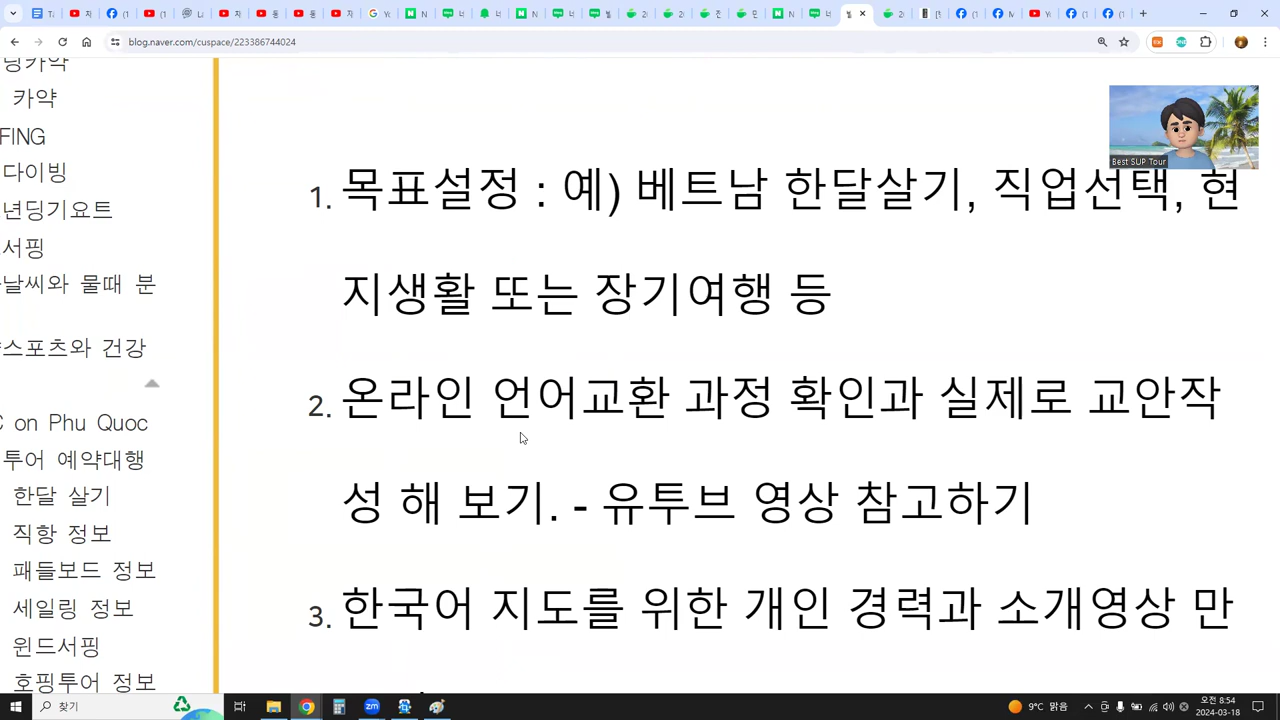 blog.naver.com/cuspace/223386744024
카약
FING
다이빙
년딩기요트
서핑
날씨와 물때 분
스포츠와 건강
on Phu Quoc
투어 예약대행
한달 살기
직항 정보
패들보드 정보
세일링 정보
윈드서핑
호핑투어 정보
Best SUP Tour
1. 목표설정 : 예) 베트남 한달살기, 직업선택, 현
지생활 또는 장기여행 등
2. 온라인 언어교환 과정 확인과 실제로 교안작
성 해 보기. - 유투브 영상 참고하기
3. 한국어 지도를 위한 개인 경력과 소개영상 만
찾기
9°C 맑음
오전 8:54
2024-03-18